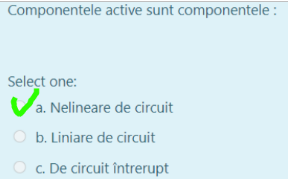 Componentele active sunt componentele :
Select one:
a. Nelineare de circuit
b. Liniare de circuit
c. De circuit întrerupt